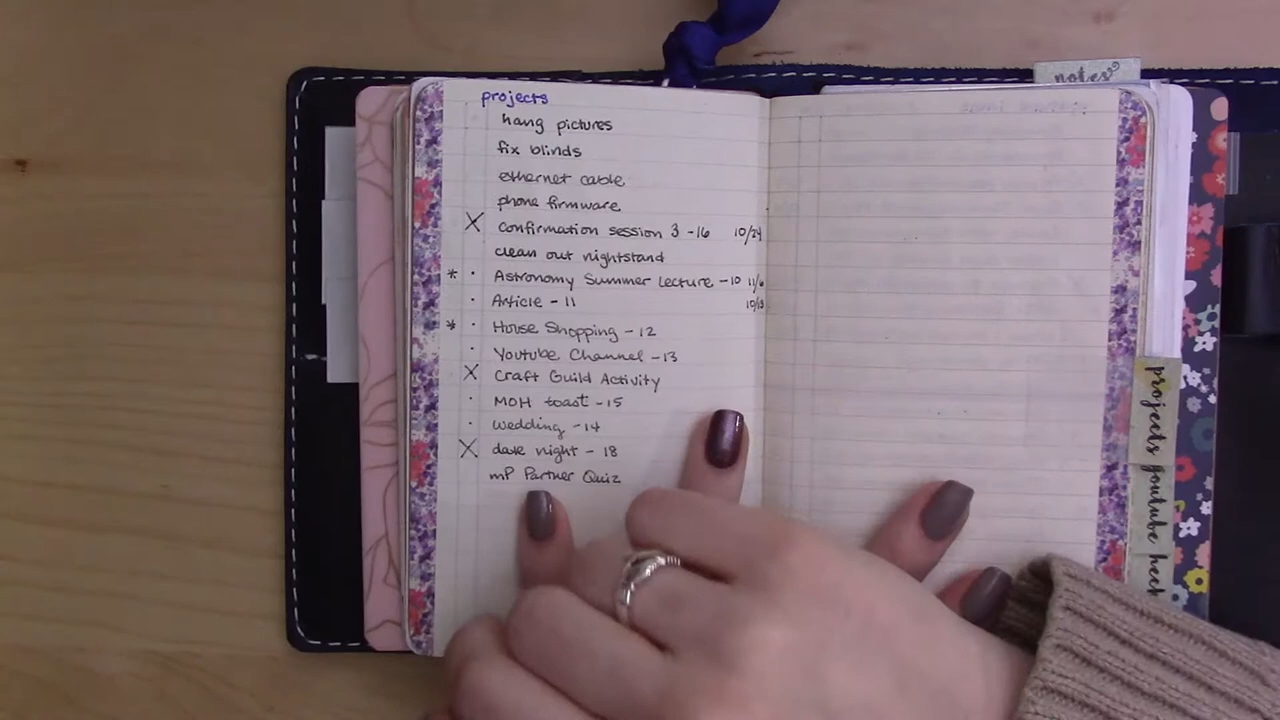 notes
projects
hang pictures
fix blinds
ethernet cable
phone firmware
X confirmation session 3 - 16 10/24
clean out nightstand
* · Astronomy Summer Lecture - 10 11/6
· Article - 11 10/13
* · House Shopping - 12
· Youtube Channel - 13
X Craft Guild Activity
· MOH toast - 15
· wedding - 14
X date night - 18
MP Partner Quiz
projects youtube